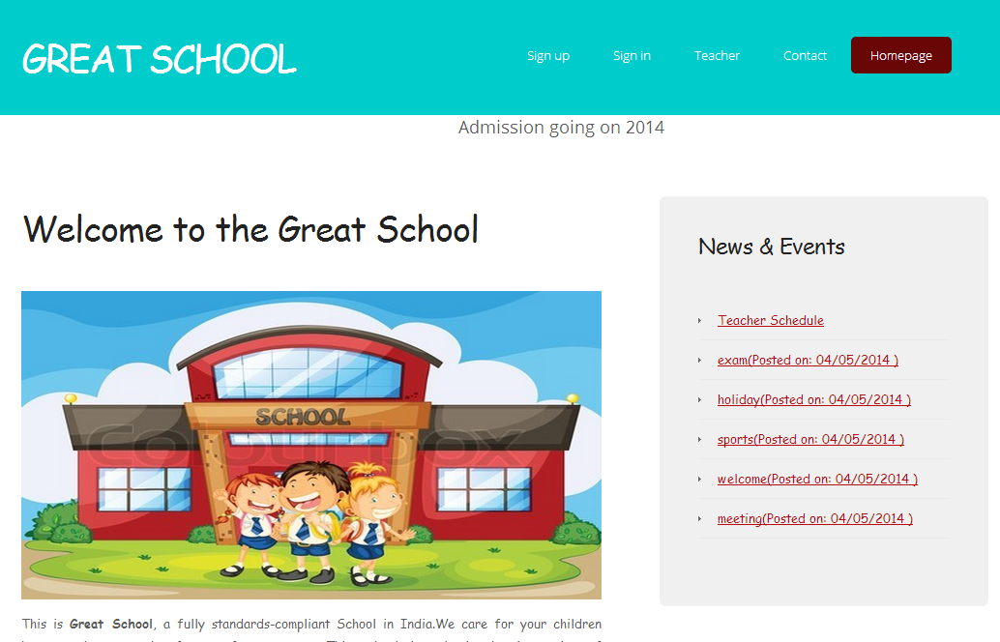 GREAT SCHOOL
Sign up
Sign in
Teacher
Contact
Homepage
Admission going on 2014
Welcome to the Great School
SCHOOL
Colourbox
This is Great School, a fully standards-compliant School in India.We care for your children
News & Events
Teacher Schedule
exam(Posted on: 04/05/2014 )
holiday(Posted on: 04/05/2014 )
sports(Posted on: 04/05/2014 )
welcome(Posted on: 04/05/2014 )
meeting(Posted on: 04/05/2014 )